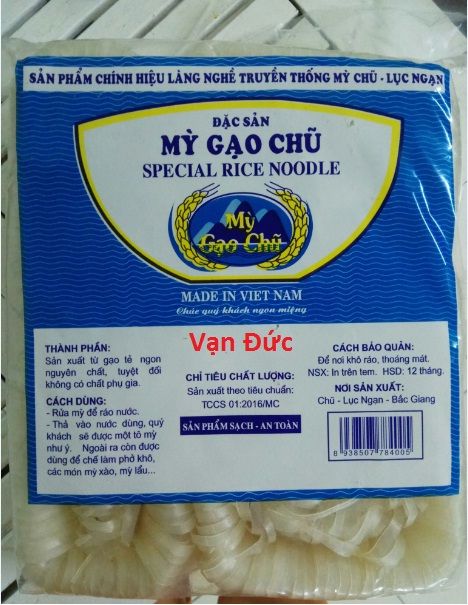 SẢN PHẨM CHÍNH HIỆU LÀNG NGHỀ TRUYỀN THỐNG MỲ CHŨ - LỤC NGẠN
ĐẶC SẢN
MỲ GẠO CHŨ
SPECIAL RICE NOODLE
Mỳ
Gạo Chũ
MADE IN VIET NAM
Chúc quý khách ngon miệng
Vạn Đức
THÀNH PHẦN:
Sản xuất từ gạo tẻ ngon
nguyên chất, tuyệt đối
không có chất phụ gia.
CÁCH DÙNG:
- Rửa mỳ để ráo nước.
- Thả vào nước dùng, quý
khách sẽ được một tô mỳ
như ý. Ngoài ra còn được
dùng để chế làm phở khô,
các món mỳ xào, mỳ lẩu...
CHỈ TIÊU CHẤT LƯỢNG:
Sản xuất theo tiêu chuẩn:
TCCS 01:2016/MC
SẢN PHẨM SẠCH - AN TOÀN
CÁCH BẢO QUẢN:
Để nơi khô ráo, thoáng mát.
NSX: In trên tem. HSD: 12 tháng.
NƠI SẢN XUẤT:
Chũ - Lục Ngạn - Bắc Giang
8 938507 784005